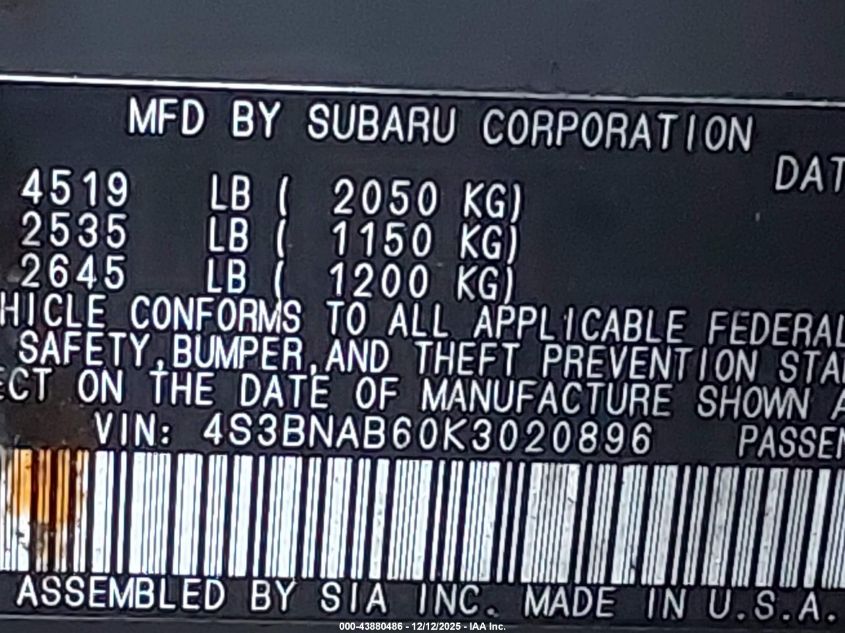 MFD BY SUBARU CORPORATION
DAT
4519 LB ( 2050 KG)
2535 LB ( 1150 KG)
2645 LB ( 1200 KG)
HICLE CONFORMS TO ALL APPLICABLE FEDERAL
SAFETY,BUMPER,AND THEFT PREVENTION STA
ECT ON THE DATE OF MANUFACTURE SHOWN A
VIN: 4S3BNAB60K3020896 PASSEN
ASSEMBLED BY SIA INC. MADE IN U.S.A.
000-43880486 - 12/12/2025 - IAA Inc.